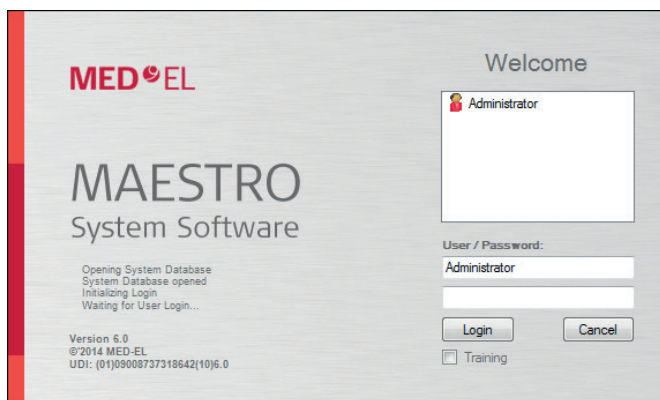 MED EL
MAESTRO
System Software
Opening System Database
System Database opened
Initializing Login
Waiting for User Login...
Version 6.0
©'2014 MED-EL
UDI: (01)09008737318642(10)6.0
Welcome
Administrator
User / Password:
Administrator
Login Cancel
Training